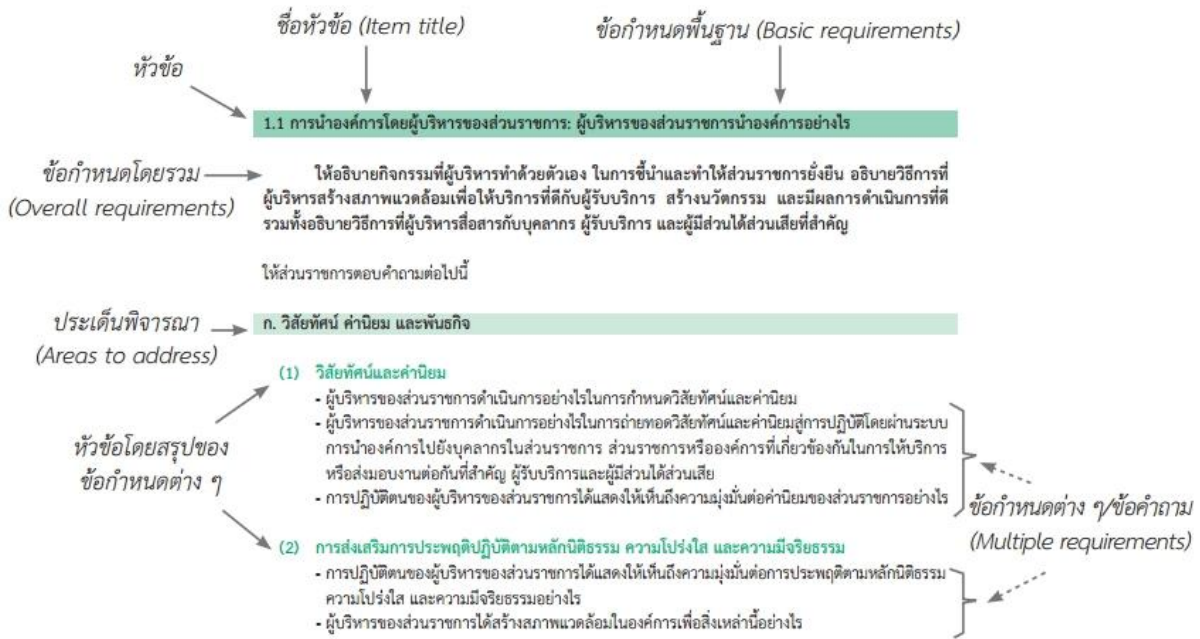 ชื่อหัวข้อ (Item title)
ข้อกำหนดพื้นฐาน (Basic requirements)
หัวข้อ
1.1 การนำองค์การโดยผู้บริหารของส่วนราชการ: ผู้บริหารของส่วนราชการนำองค์การอย่างไร
ข้อกำหนดโดยรวม
(Overall requirements)
ให้อธิบายกิจกรรมที่ผู้บริหารทำด้วยตัวเอง ในการชี้นำและทำให้ส่วนราชการยั่งยืน อธิบายวิธีการที่
ผู้บริหารสร้างสภาพแวดล้อมเพื่อให้บริการที่ดีกับผู้รับบริการ สร้างนวัตกรรม และมีผลการดำเนินการที่ดี
รวมทั้งอธิบายวิธีการที่ผู้บริหารสื่อสารกับบุคลากร ผู้รับบริการ และผู้มีส่วนได้ส่วนเสียที่สำคัญ
ให้ส่วนราชการตอบคำถามต่อไปนี้
ประเด็นพิจารณา
(Areas to address)
ก. วิสัยทัศน์ ค่านิยม และพันธกิจ
(1) วิสัยทัศน์และค่านิยม
- ผู้บริหารของส่วนราชการดำเนินการอย่างไรในการกำหนดวิสัยทัศน์และค่านิยม
- ผู้บริหารของส่วนราชการดำเนินการอย่างไรในการถ่ายทอดวิสัยทัศน์และค่านิยมสู่การปฏิบัติโดยผ่านระบบ
การนำองค์การไปยังบุคลากรในส่วนราชการ ส่วนราชการหรือองค์การที่เกี่ยวข้องกันในการให้บริการ
หรือส่งมอบงานต่อกันที่สำคัญ ผู้รับบริการและผู้มีส่วนได้ส่วนเสีย
- การปฏิบัติตนของผู้บริหารของส่วนราชการได้แสดงให้เห็นถึงความมุ่งมั่นต่อค่านิยมของส่วนราชการอย่างไร
หัวข้อโดยสรุปของ
ข้อกำหนดต่าง ๆ
ข้อกำหนดต่าง ๆ/ข้อคำถาม
(Multiple requirements)
(2) การส่งเสริมการประพฤติปฏิบัติตามหลักนิติธรรม ความโปร่งใส และความมีจริยธรรม
- การปฏิบัติตนของผู้บริหารของส่วนราชการได้แสดงให้เห็นถึงความมุ่งมั่นต่อการประพฤติตามหลักนิติธรรม
ความโปร่งใส และความมีจริยธรรมอย่างไร
- ผู้บริหารของส่วนราชการได้สร้างสภาพแวดล้อมในองค์การเพื่อสิ่งเหล่านี้อย่างไร